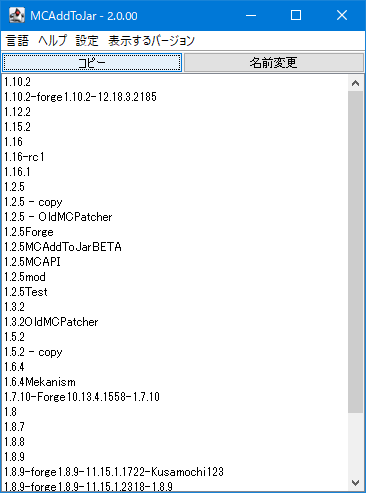 MCAddToJar - 2.0.00
言語 ヘルプ 設定 表示するバージョン
コピー 名前変更
1.10.2
1.10.2-forge1.10.2-12.18.3.2185
1.12.2
1.15.2
1.16
1.16-rc1
1.16.1
1.2.5
1.2.5 - copy
1.2.5 - OldMCPatcher
1.2.5Forge
1.2.5MCAddToJarBETA
1.2.5MCAPI
1.2.5mod
1.2.5Test
1.3.2
1.3.2OldMCPatcher
1.5.2
1.5.2 - copy
1.6.4
1.6.4Mekanism
1.7.10-Forge10.13.4.1558-1.7.10
1.8
1.8.7
1.8.8
1.8.9
1.8.9-forge1.8.9-11.15.1.1722-Kusamochi123
1.8.9-forge1.8.9-11.15.1.2318-1.8.9